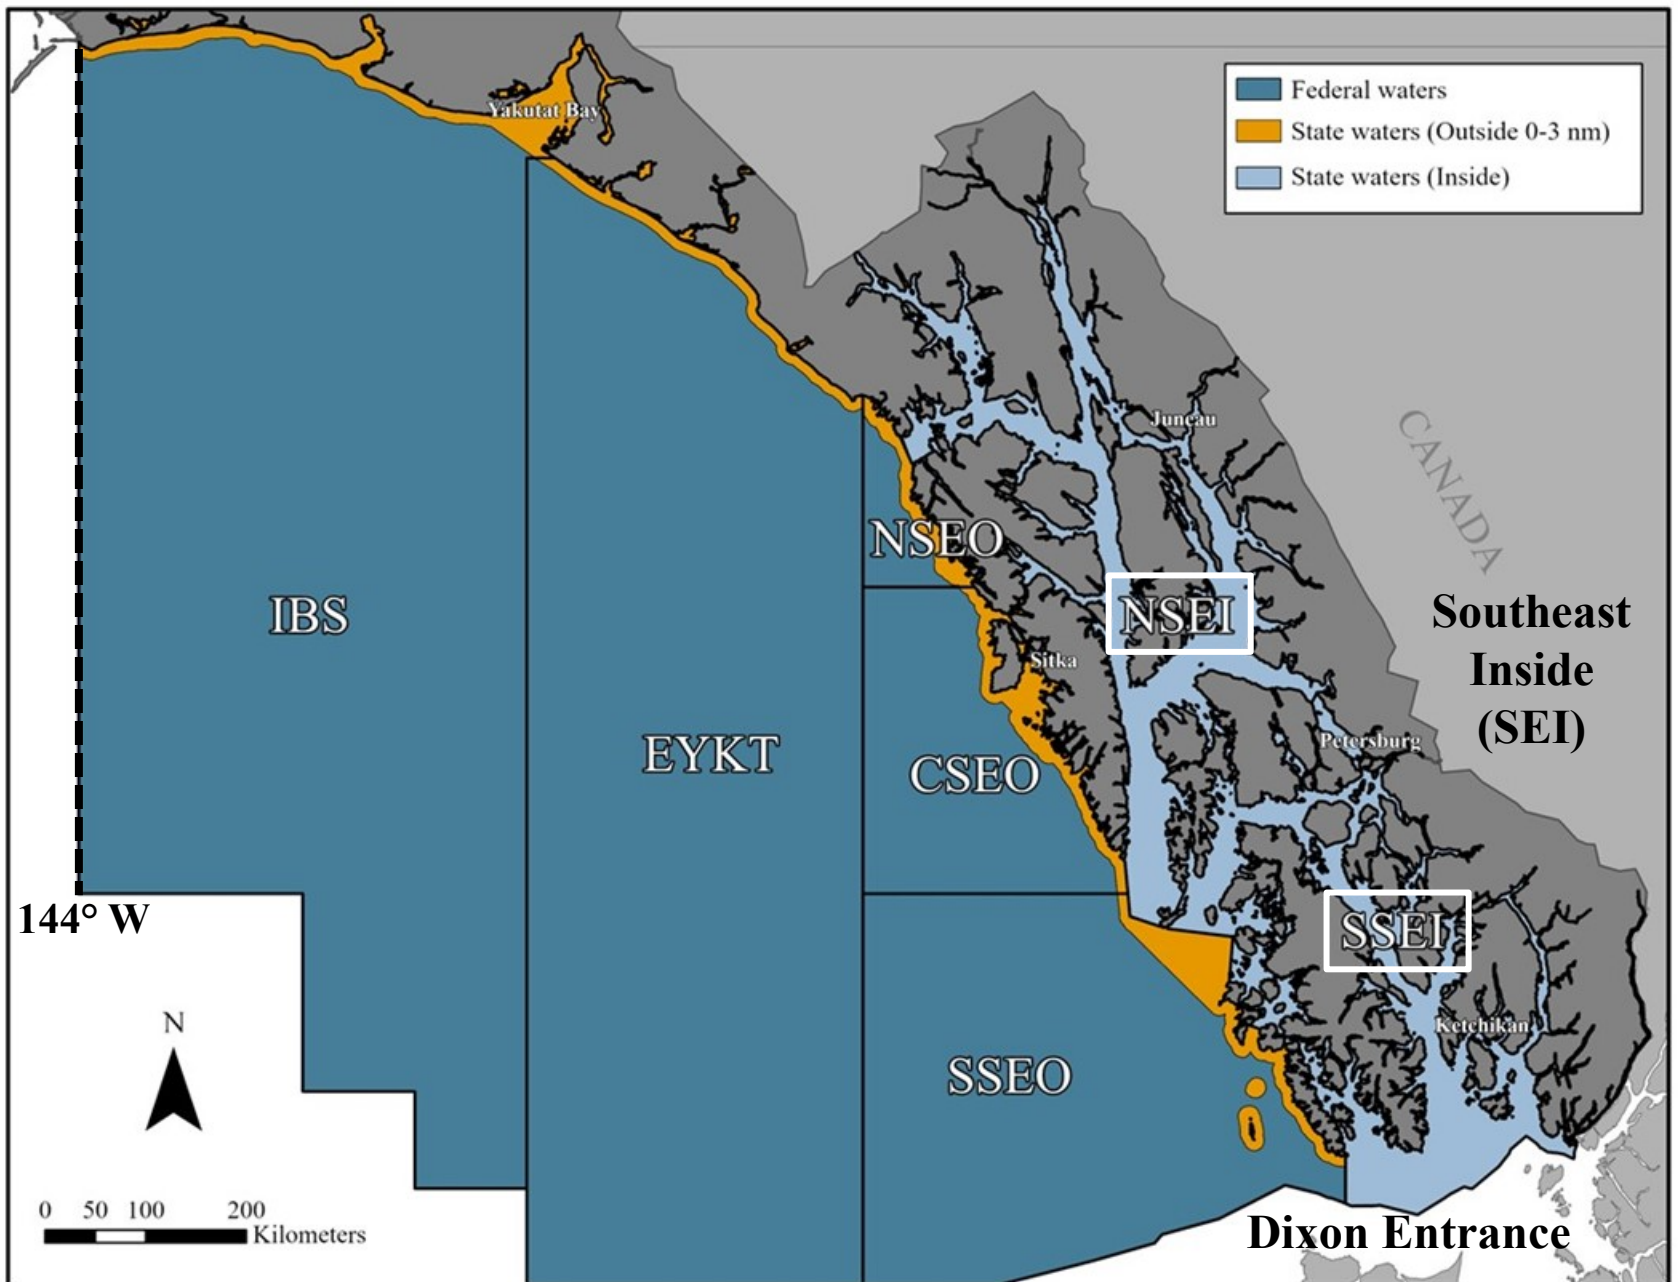 Federal waters
State waters (Outside 0-3 nm)
State waters (Inside)
Yakutat Bay
Juneau
CANADA
NSEO
NSEI
IBS
Southeast
Inside
(SEI)
Sitka
EYKT
CSEO
Petersburg
144° W
SSEI
N
Ketchikan
SSEO
0 50 100 200
Kilometers
Dixon Entrance